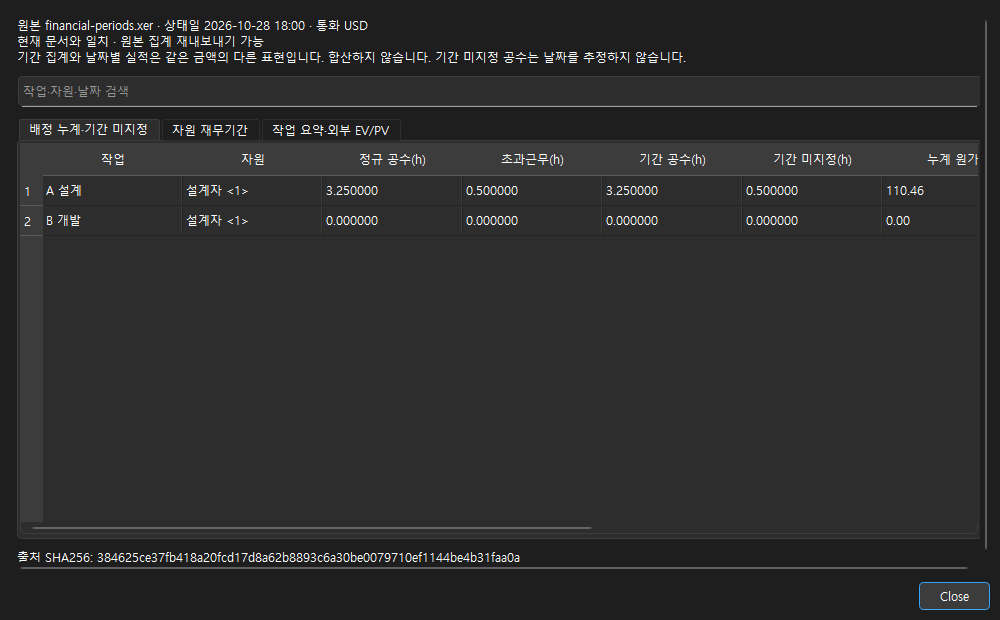 원본 financial-periods.xer · 상태일 2026-10-28 18:00 · 통화 USD
현재 문서와 일치 · 원본 집계 재내보내기 가능
기간 집계와 날짜별 실적은 같은 금액의 다른 표현입니다. 합산하지 않습니다. 기간 미지정 공수는 날짜를 추정하지 않습니다.
작업·자원·날짜 검색
배정 누계·기간 미지정 자원 재무기간 작업 요약·외부 EV/PV
작업 자원 정규 공수(h) 초과근무(h) 기간 공수(h) 기간 미지정(h) 누계 원가
1 A 설계 설계자 <1> 3.250000 0.500000 3.250000 0.500000 110.46
2 B 개발 설계자 <1> 0.000000 0.000000 0.000000 0.000000 0.00
출처 SHA256: 384625ce37fb418a20fcd17d8a62b8893c6a30be0079710ef1144be4b31faa0a
Close